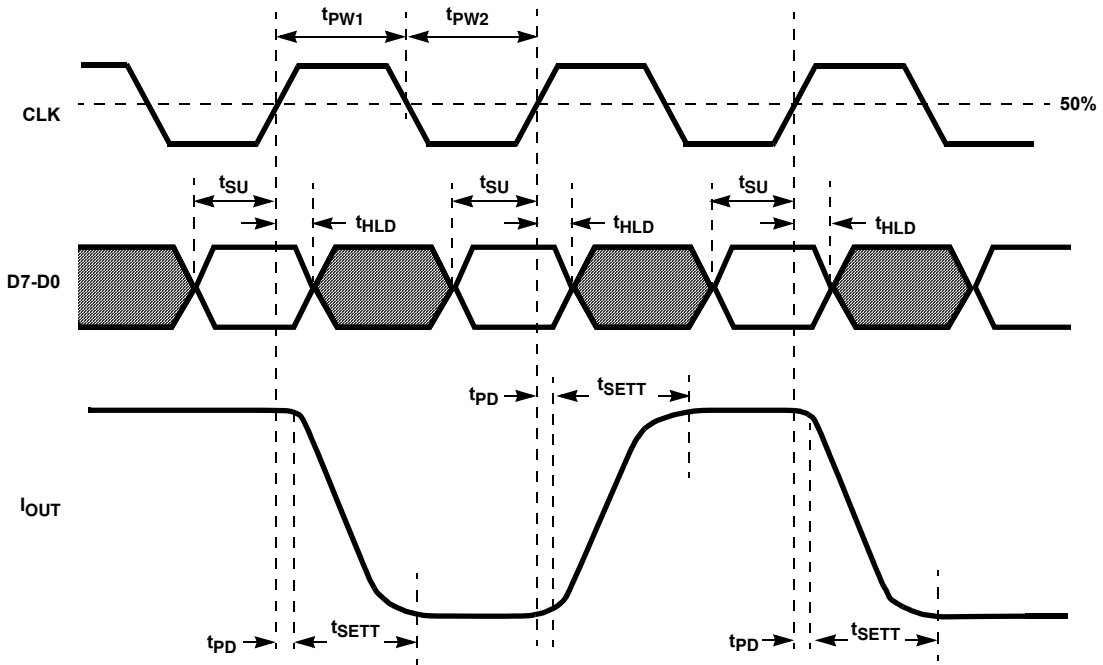 tPW1 tPW2
CLK
50%
tSU tSU tSU
tHLD tHLD tHLD
D7-D0
tPD tSETT
IOUT
tPD tSETT tPD tSETT